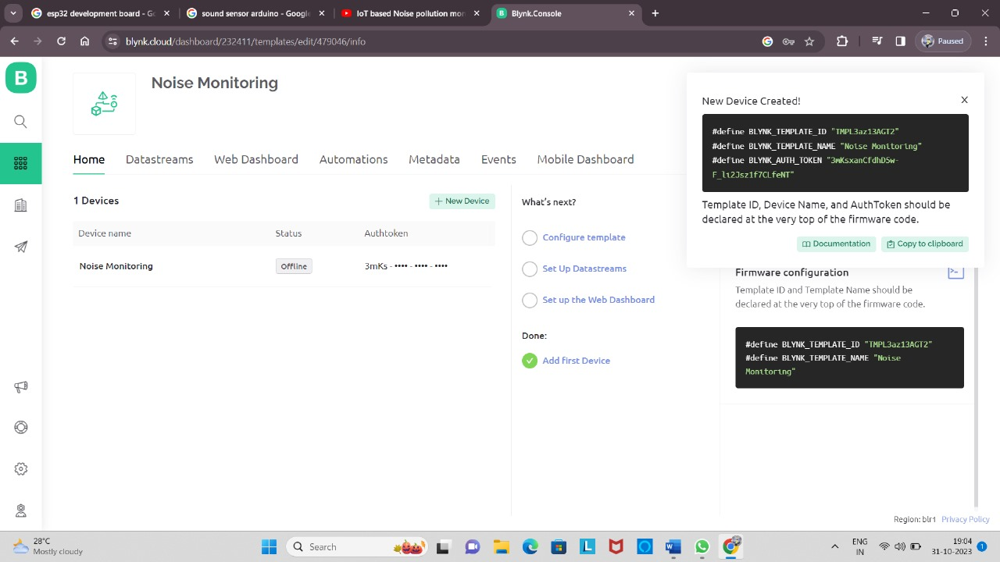 esp32 development board - Go
sound sensor arduino - Google
IoT based Noise pollution mon
Blynk.Console
blynk.cloud/dashboard/232411/templates/edit/479046/info
Paused
B
Noise Monitoring
Home
Datastreams
Web Dashboard
Automations
Metadata
Events
Mobile Dashboard
1 Devices
New Device
Device name
Status
Authtoken
Noise Monitoring
Offline
3mKs - •••• - •••• - ••••
What's next?
Configure template
Set Up Datastreams
Set up the Web Dashboard
Done:
Add first Device
New Device Created!
#define BLYNK_TEMPLATE_ID "TMPL3az13AGT2"
#define BLYNK_TEMPLATE_NAME "Noise Monitoring"
#define BLYNK_AUTH_TOKEN "3mKsxanCfdhD5w-
F_li2Jsz1f7CLfeNT"
Template ID, Device Name, and AuthToken should be
declared at the very top of the firmware code.
Documentation
Copy to clipboard
Firmware configuration
Template ID and Template Name should be
declared at the very top of the firmware code.
#define BLYNK_TEMPLATE_ID "TMPL3az13AGT2"
#define BLYNK_TEMPLATE_NAME "Noise
Monitoring"
Region: blr1
Privacy Policy
28°C
Mostly cloudy
Search
ENG
IN
19:04
31-10-2023
1